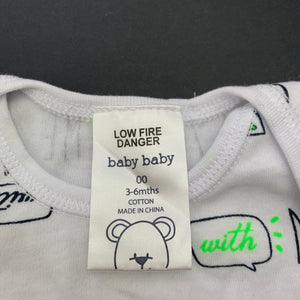 LOW FIRE
DANGER
baby baby
00
3-6mths
COTTON
MADE IN CHINA
with